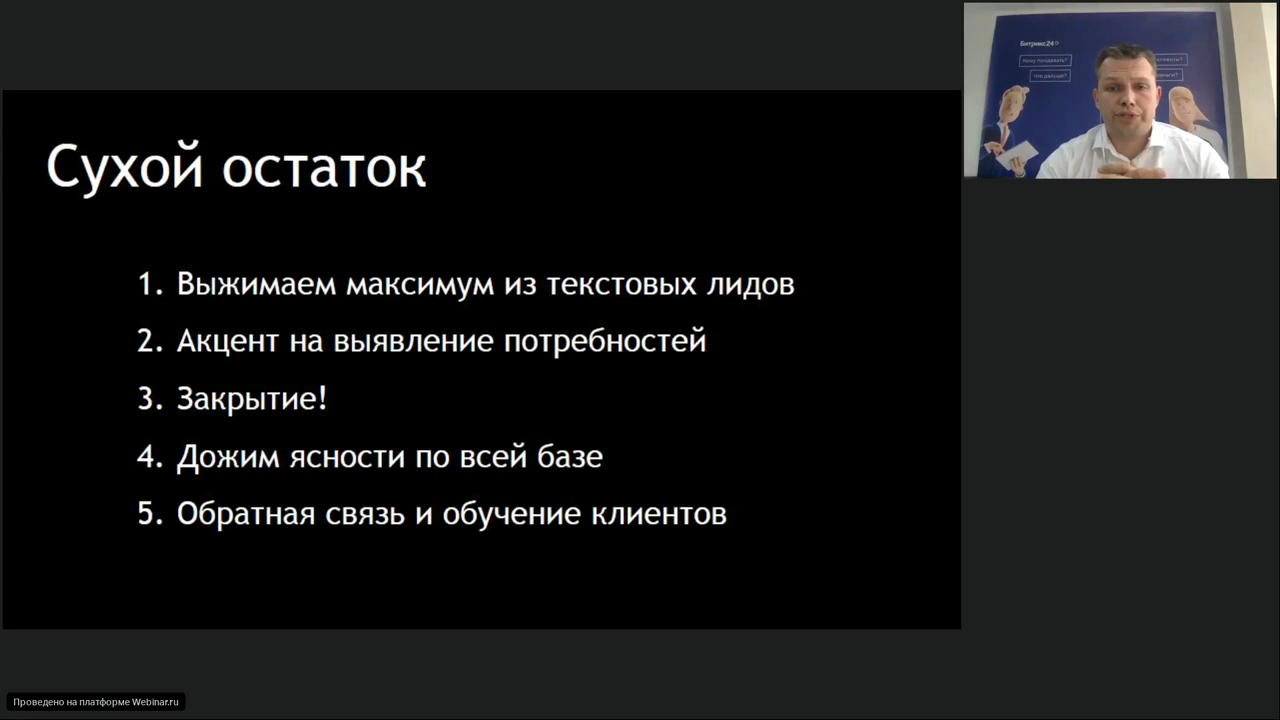 Битрикс24
Кому продавать?
Что дальше?
Сухой остаток
1. Выжимаем максимум из текстовых лидов
2. Акцент на выявление потребностей
3. Закрытие!
4. Дожим ясности по всей базе
5. Обратная связь и обучение клиентов
Проведено на платформе Webinar.ru